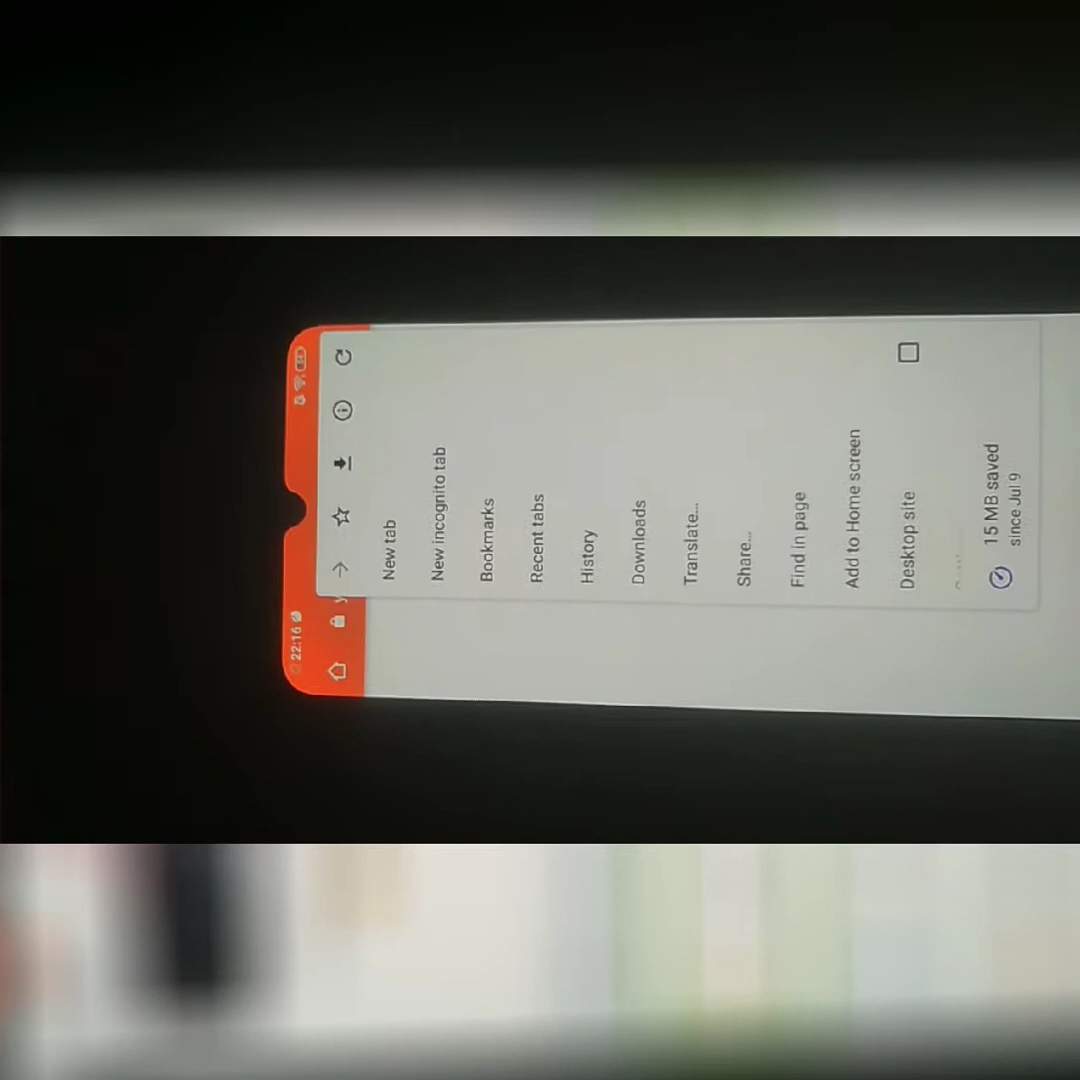 22:16
New tab
New incognito tab
Bookmarks
Recent tabs
History
Downloads
Translate...
Share...
Find in page
Add to Home screen
Desktop site
15 MB saved
since Jul 9